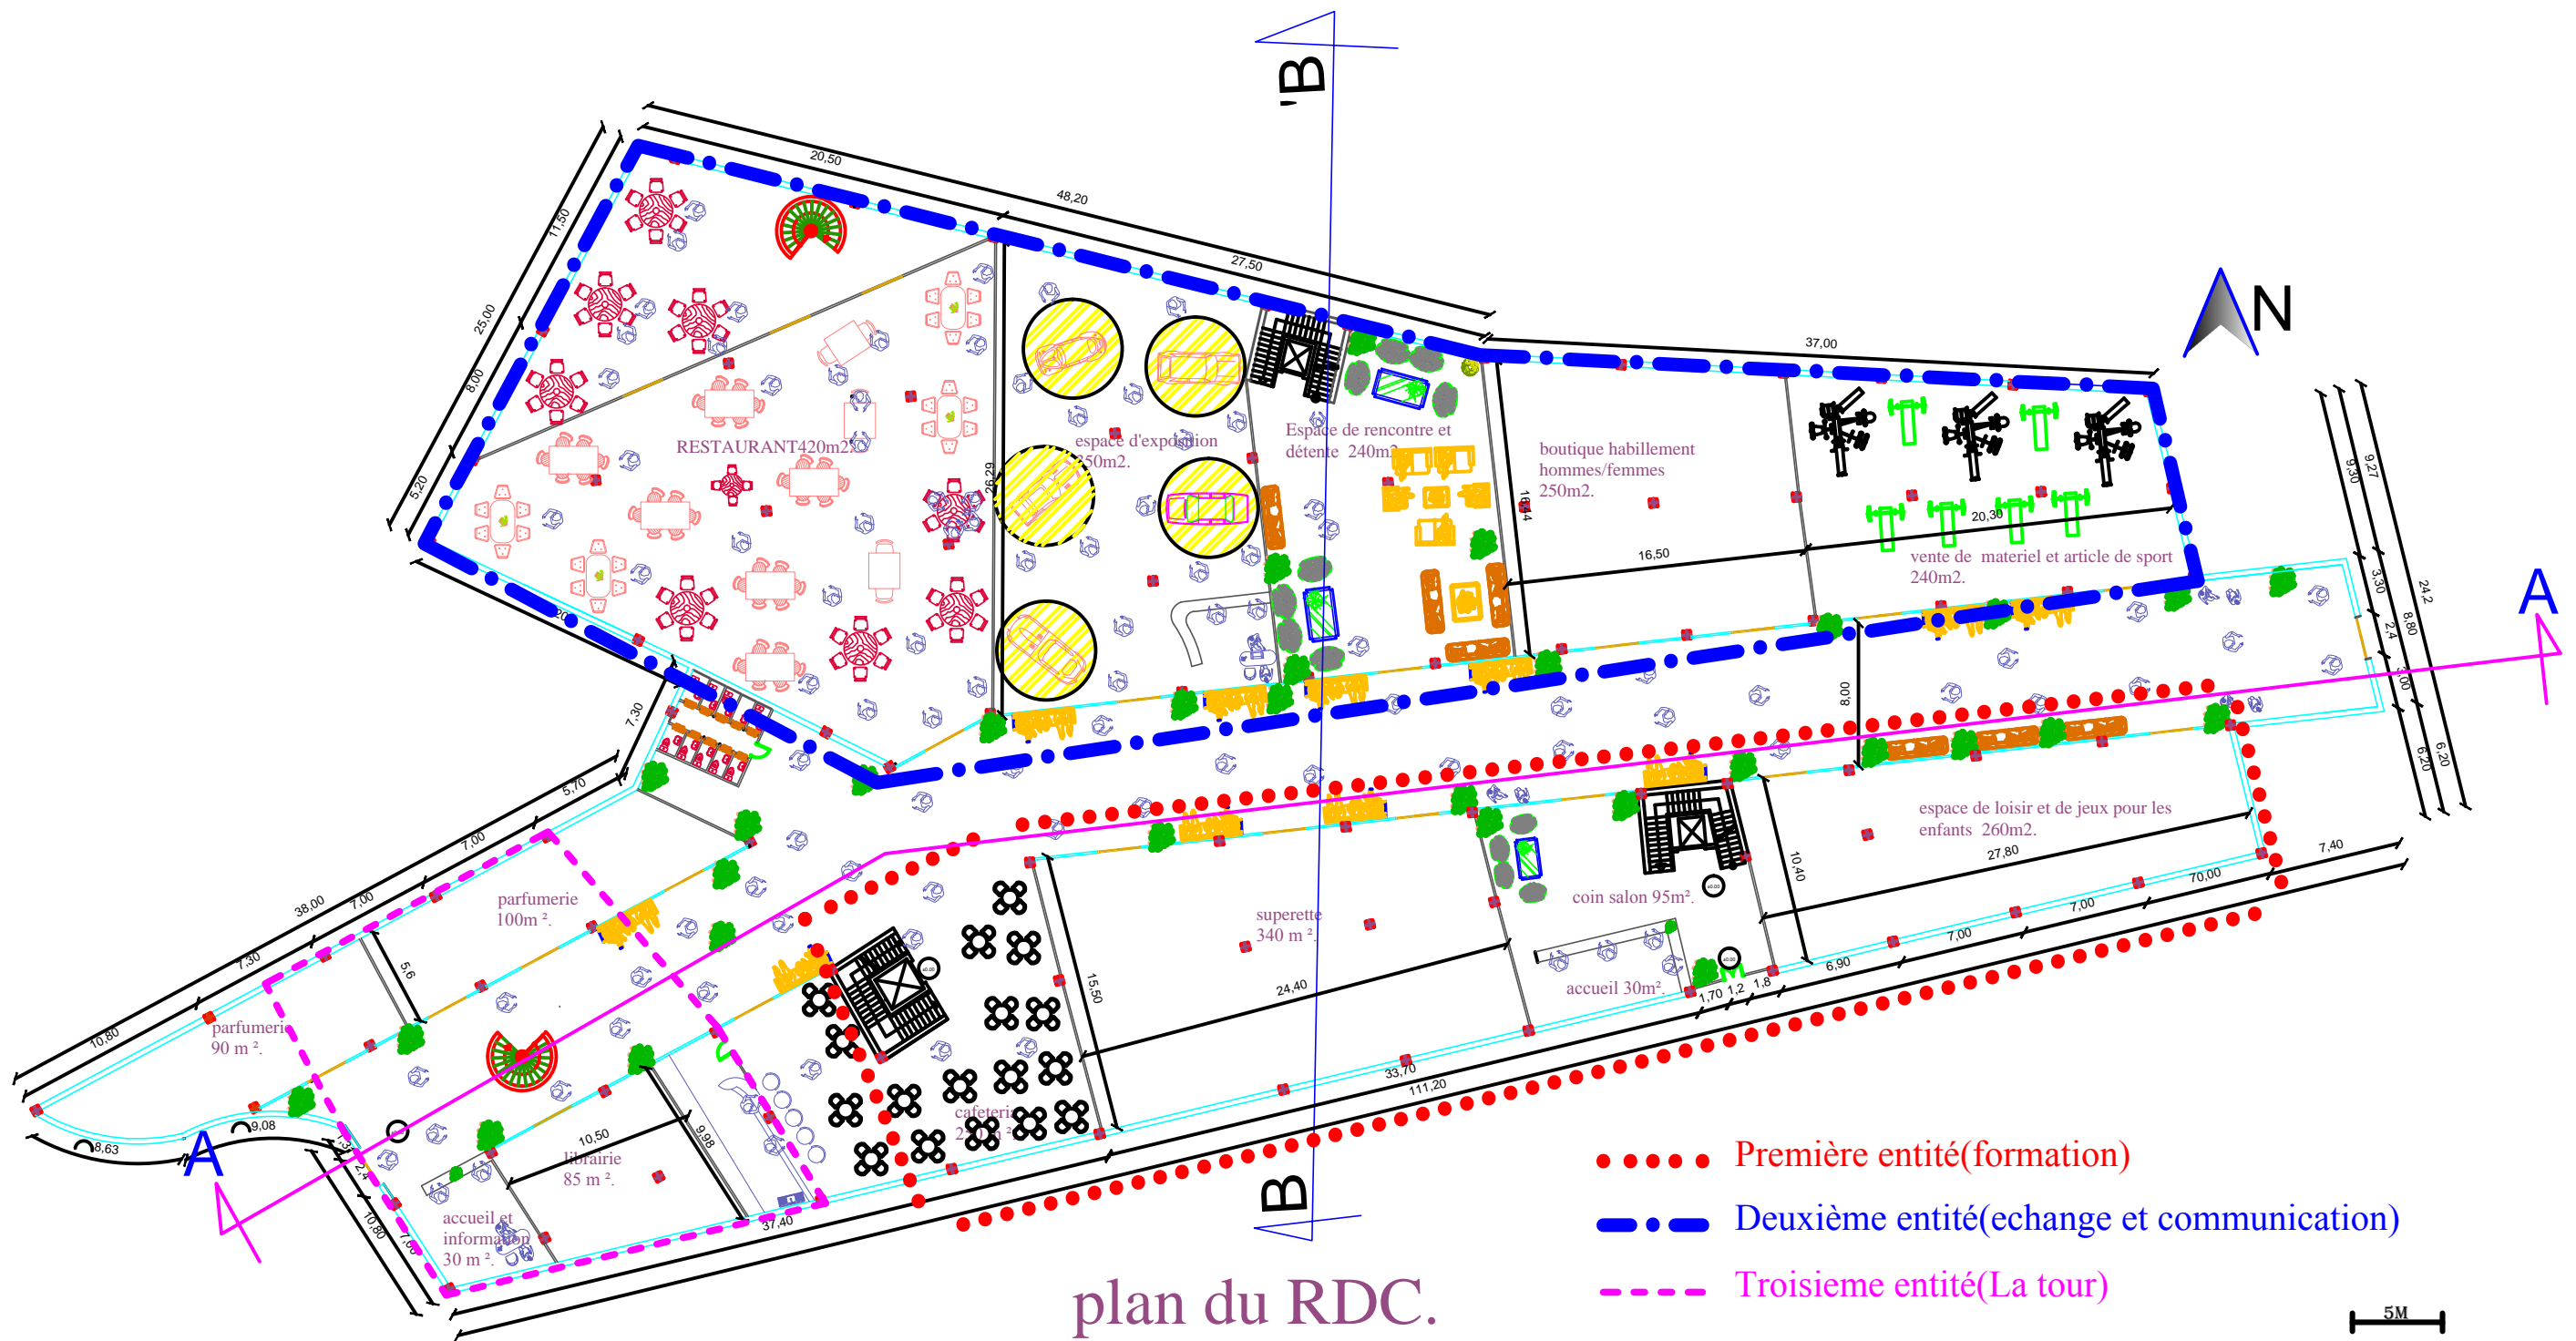 'B
20,50
48,20
11,50
27,50
25,00
N
37,00
8,00
Espace de rencontre et
détente 240m2
espace d'exposition
350m2.
RESTAURANT420m2.
boutique habillement
hommes/femmes
250m2.
9,30
9,27
5,20
26,29
20,30
16,50
vente de materiel et article de sport
240m2.
3,30
24,2
A
8,80
2,4
7,30
8,00
3,00
6,20
6,20
5,70
7,00
espace de loisir et de jeux pour les
enfants 260m2.
10,40
27,80
7,40
70,00
38,00
7,00
parfumerie
100m ².
coin salon 95m².
7,00
superette
340 m ².
7,00
7,30
5,6
6,90
accueil 30m².
1,70
1,2
1,8
15,50
24,40
10,80
parfumerie
90 m ².
33,70
111,20
8,63
9,08
A
cafeteria
10,50
9,98
librairie
85 m ².
2,4
10,80
7,00
accueil et
information
30 m ².
37,40
B
Première entité(formation)
Deuxième entité(echange et communication)
Troisieme entité(La tour)
plan du RDC.
5M